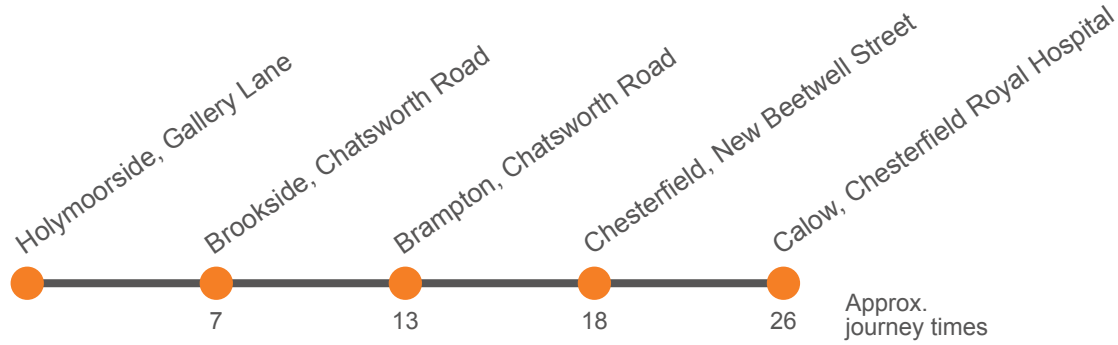 Holymoorside, Gallery Lane
Brookside, Chatsworth Road
Brampton, Chatsworth Road
Chesterfield, New Beetwell Street
Calow, Chesterfield Royal Hospital
7
13
18
26
Approx.
journey times